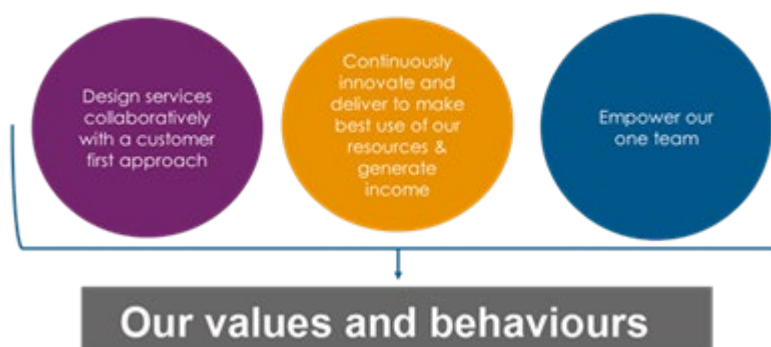 Design services
collaboratively
with a customer
first approach
Continuously
innovate and
deliver to make
best use of our
resources &
generate
income
Empower our
one team
Our values and behaviours